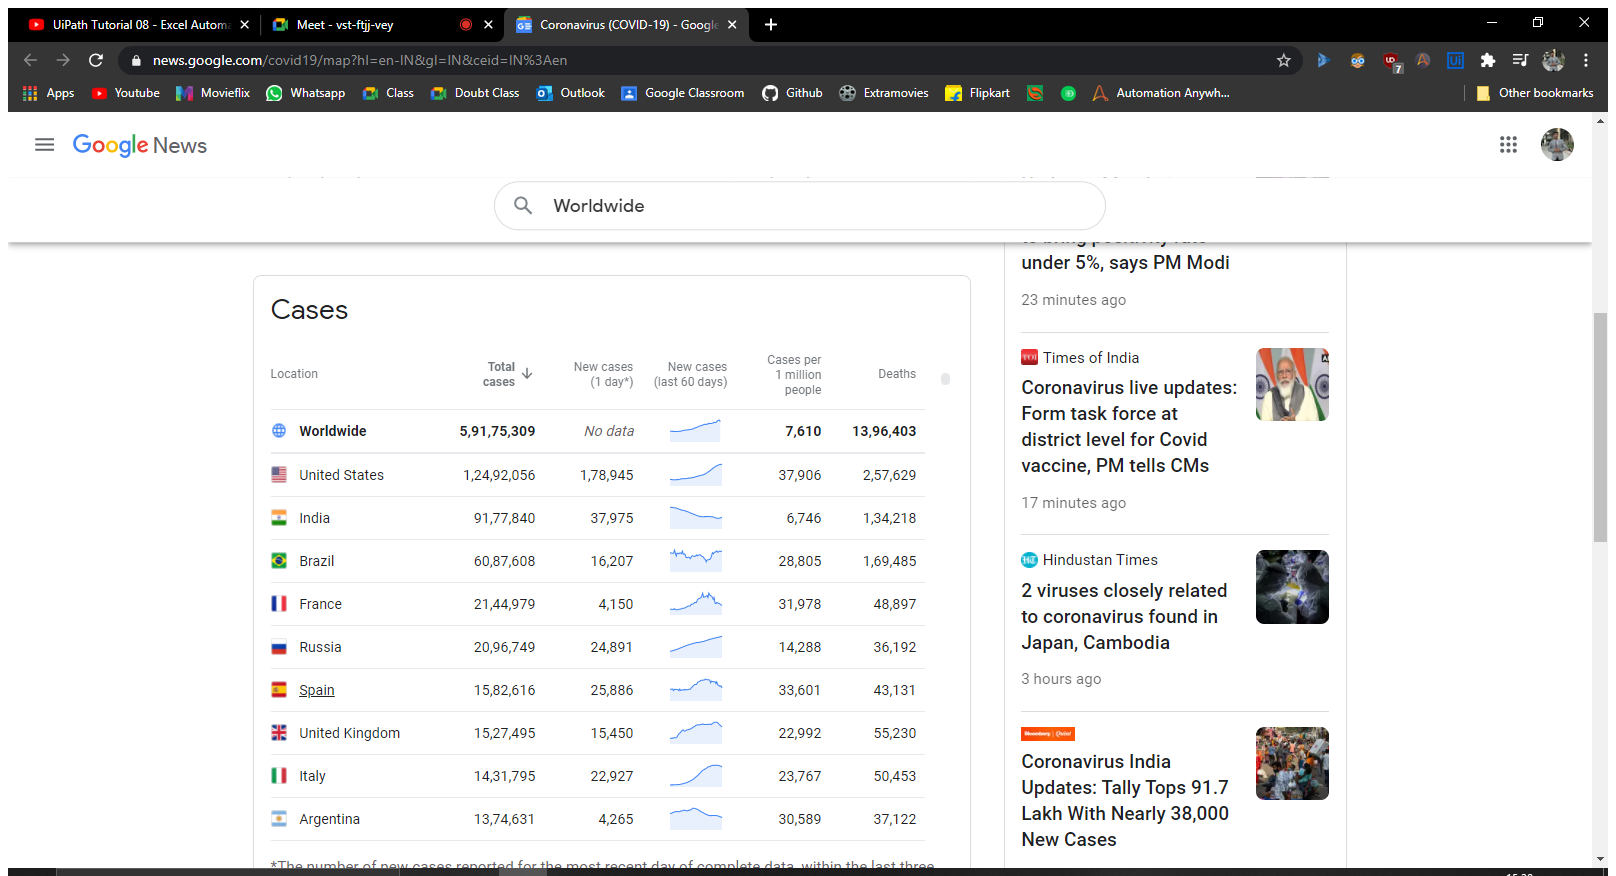 UiPath Tutorial 08 - Excel Automa
Meet - vst-ftjj-vey
Coronavirus (COVID-19) - Google
news.google.com/covid19/map?hl=en-IN&gl=IN&ceid=IN%3Aen
7
Apps
Youtube
Movieflix
Whatsapp
Class
Doubt Class
Outlook
Google Classroom
Github
Extramovies
Flipkart
Automation Anywh...
Other bookmarks
Google News
Worldwide
Cases
Location
Total cases
New cases (1 day*)
New cases (last 60 days)
Cases per 1 million people
Deaths
Worldwide 5,91,75,309 No data 7,610 13,96,403
United States 1,24,92,056 1,78,945 37,906 2,57,629
India 91,77,840 37,975 6,746 1,34,218
Brazil 60,87,608 16,207 28,805 1,69,485
France 21,44,979 4,150 31,978 48,897
Russia 20,96,749 24,891 14,288 36,192
Spain 15,82,616 25,886 33,601 43,131
United Kingdom 15,27,495 15,450 22,992 55,230
Italy 14,31,795 22,927 23,767 50,453
Argentina 13,74,631 4,265 30,589 37,122
*The number of new cases reported for the most recent day of complete data, within the last three
to bring positivity rate
under 5%, says PM Modi
23 minutes ago
Times of India
Coronavirus live updates:
Form task force at
district level for Covid
vaccine, PM tells CMs
17 minutes ago
Hindustan Times
2 viruses closely related
to coronavirus found in
Japan, Cambodia
3 hours ago
Bloomberg | Quint
Coronavirus India
Updates: Tally Tops 91.7
Lakh With Nearly 38,000
New Cases